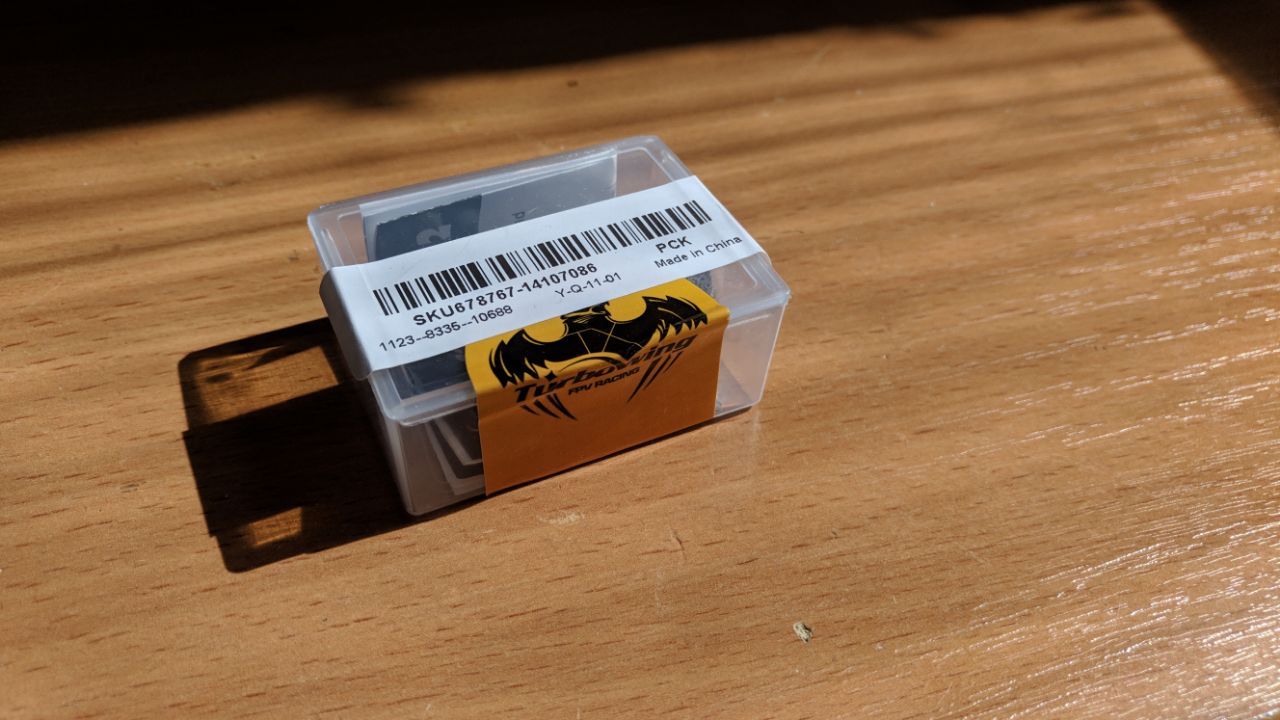 SKU678767-14107086
PCK
1123--8335--10688
Y-Q-11-01
Made in China
TurboWing
FPV RACING